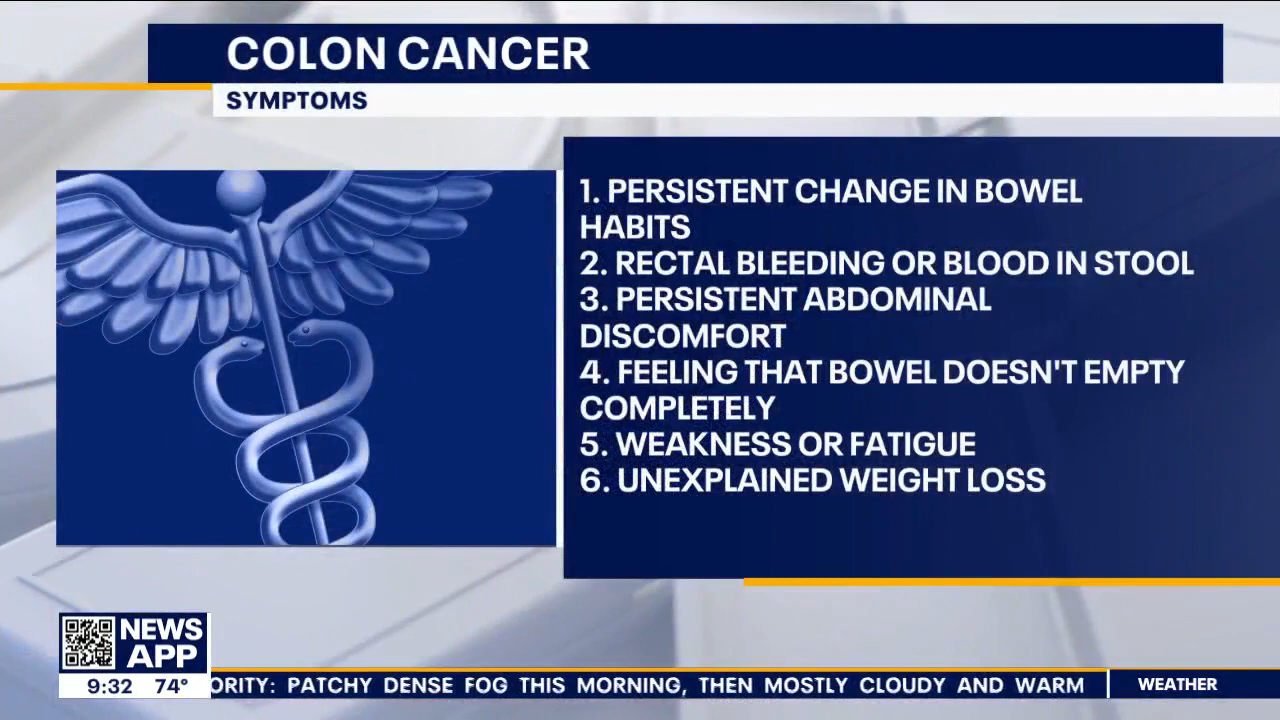 COLON CANCER
SYMPTOMS
1. PERSISTENT CHANGE IN BOWEL
HABITS
2. RECTAL BLEEDING OR BLOOD IN STOOL
3. PERSISTENT ABDOMINAL
DISCOMFORT
4. FEELING THAT BOWEL DOESN'T EMPTY
COMPLETELY
5. WEAKNESS OR FATIGUE
6. UNEXPLAINED WEIGHT LOSS
NEWS
APP
9:32 74°
ORITY: PATCHY DENSE FOG THIS MORNING, THEN MOSTLY CLOUDY AND WARM
WEATHER